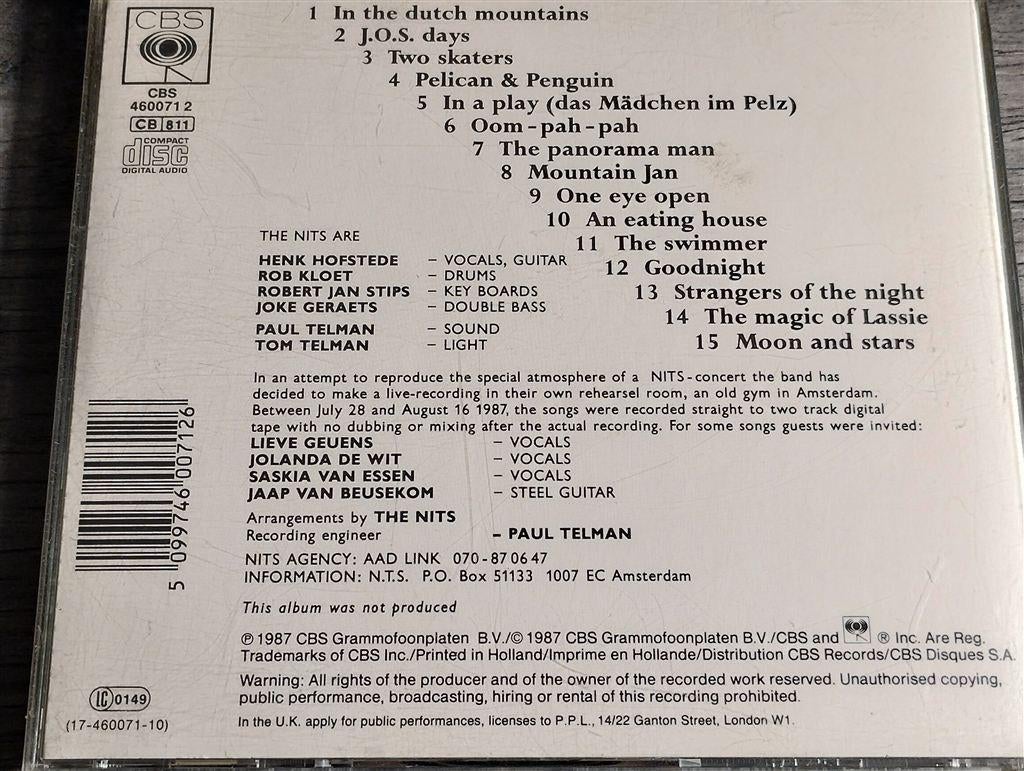 CBS
CBS
460071 2
CB 811
COMPACT
disc
DIGITAL AUDIO
1 In the dutch mountains
2 J.O.S. days
3 Two skaters
4 Pelican & Penguin
5 In a play (das Mädchen im Pelz)
6 Oom-pah-pah
7 The panorama man
8 Mountain Jan
9 One eye open
10 An eating house
11 The swimmer
12 Goodnight
13 Strangers of the night
14 The magic of Lassie
15 Moon and stars
THE NITS ARE
HENK HOFSTEDE – VOCALS, GUITAR
ROB KLOET – DRUMS
ROBERT JAN STIPS – KEY BOARDS
JOKE GERAETS – DOUBLE BASS
PAUL TELMAN – SOUND
TOM TELMAN – LIGHT
In an attempt to reproduce the special atmosphere of a NITS-concert the band has
decided to make a live-recording in their own rehearsel room, an old gym in Amsterdam.
Between July 28 and August 16 1987, the songs were recorded straight to two track digital
tape with no dubbing or mixing after the actual recording. For some songs guests were invited:
LIEVE GEUENS – VOCALS
JOLANDA DE WIT – VOCALS
SASKIA VAN ESSEN – VOCALS
JAAP VAN BEUSEKOM – STEEL GUITAR
Arrangements by THE NITS
Recording engineer – PAUL TELMAN
NITS AGENCY: AAD LINK 070-87 06 47
INFORMATION: N.T.S. P.O. Box 51133 1007 EC Amsterdam
This album was not produced
℗ 1987 CBS Grammofoonplaten B.V./© 1987 CBS Grammofoonplaten B.V./CBS and ® Inc. Are Reg.
Trademarks of CBS Inc./Printed in Holland/Imprime en Hollande/Distribution CBS Records/CBS Disques S.A.
Warning: All rights of the producer and of the owner of the recorded work reserved. Unauthorised copying,
public performance, broadcasting, hiring or rental of this recording prohibited.
In the U.K. apply for public performances, licenses to P.P.L., 14/22 Ganton Street, London W1.
5 099746 007126
LC 0149
(17-460071-10)